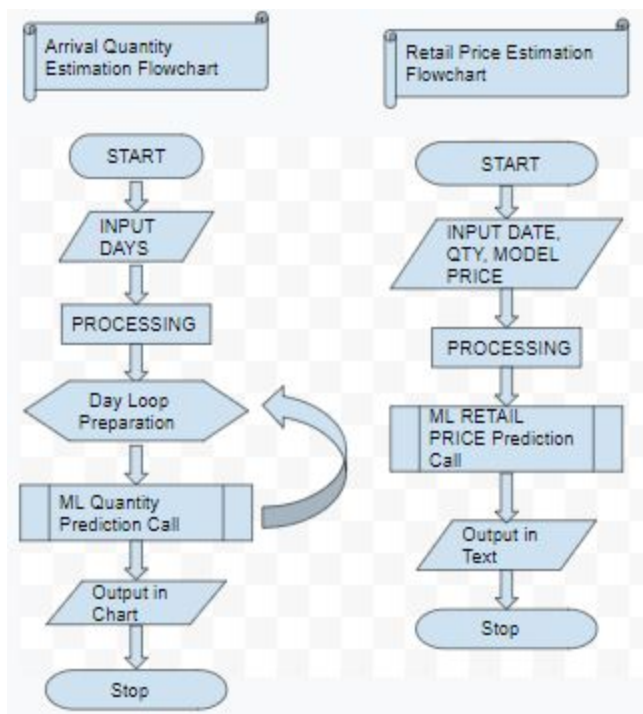 Arrival Quantity
Estimation Flowchart
START
INPUT
DAYS
PROCESSING
Day Loop
Preparation
ML Quantity
Prediction Call
Output in
Chart
Stop
Retail Price Estimation
Flowchart
START
INPUT DATE,
QTY, MODEL
PRICE
PROCESSING
ML RETAIL
PRICE Prediction
Call
Output in
Text
Stop